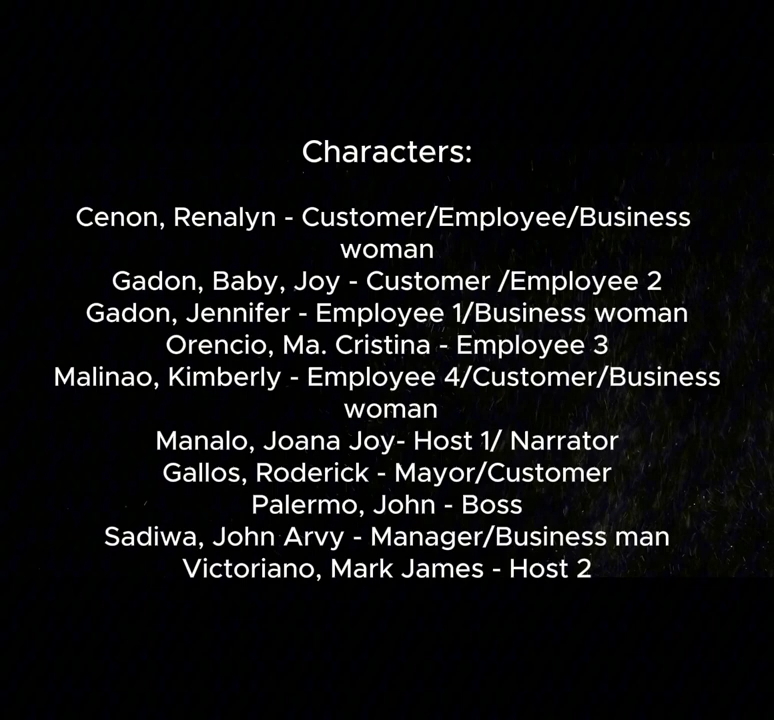 Characters:
Cenon, Renalyn - Customer/Employee/Business
woman
Gadon, Baby, Joy - Customer /Employee 2
Gadon, Jennifer - Employee 1/Business woman
Orencio, Ma. Cristina - Employee 3
Malinao, Kimberly - Employee 4/Customer/Business
woman
Manalo, Joana Joy- Host 1/ Narrator
Gallos, Roderick - Mayor/Customer
Palermo, John - Boss
Sadiwa, John Arvy - Manager/Business man
Victoriano, Mark James - Host 2